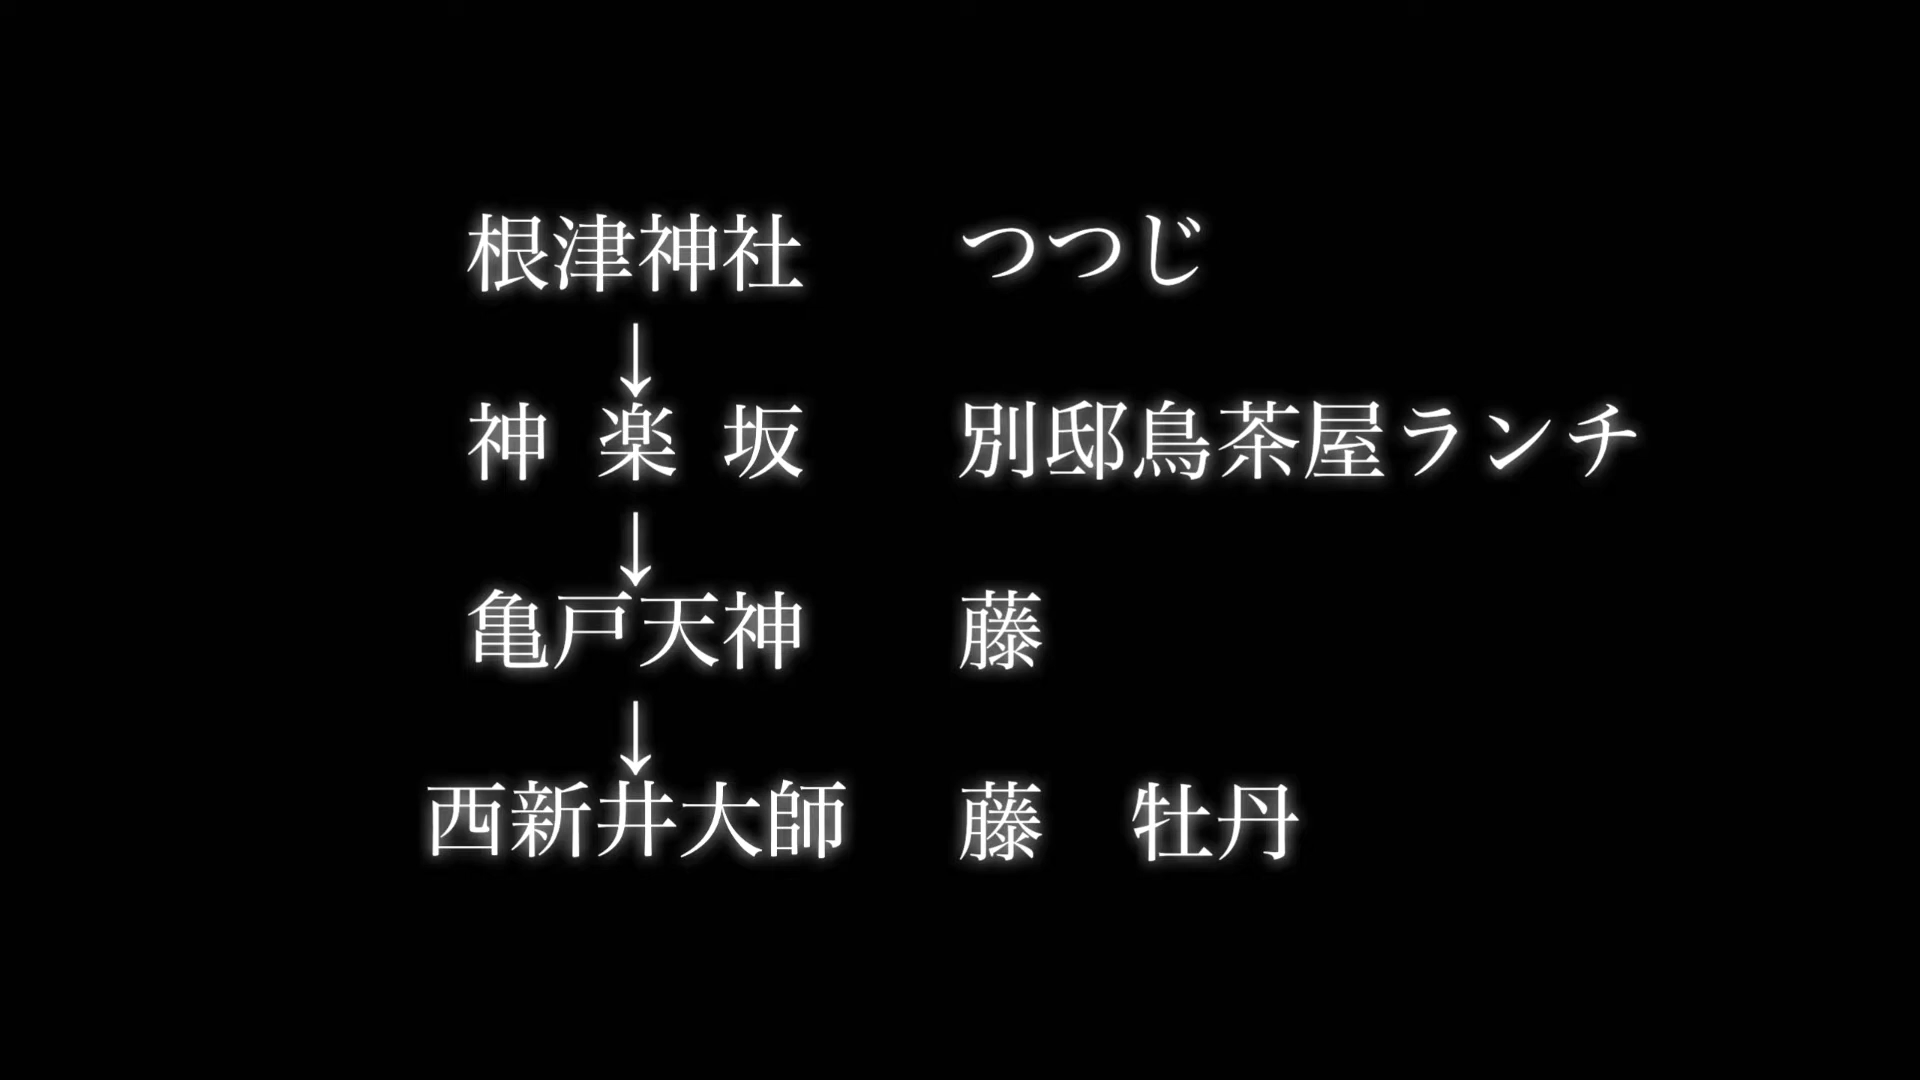 根津神社　つつじ
↓
神楽坂　別邸鳥茶屋ランチ
↓
亀戸天神　藤
↓
西新井大師　藤　牡丹